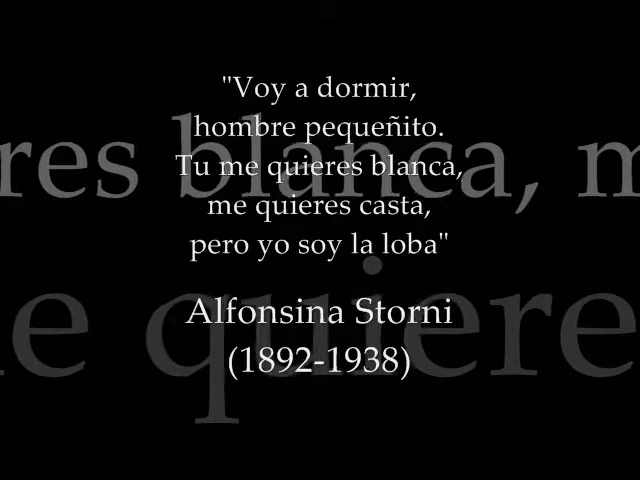 "Voy a dormir,
hombre pequeñito.
Tu me quieres blanca,
me quieres casta,
pero yo soy la loba"
Alfonsina Storni
(1892-1938)
res blanca, m
e quiere